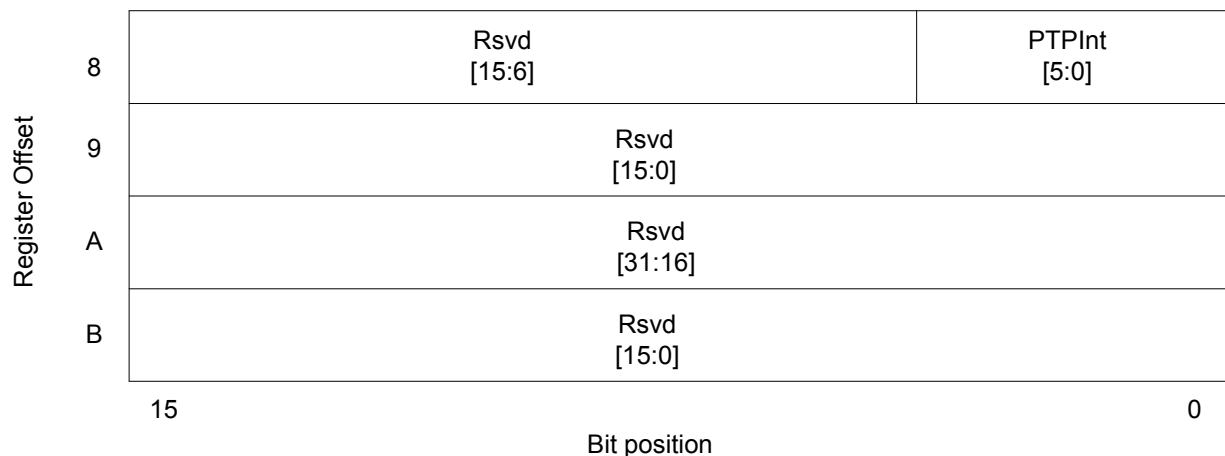 Rsvd
[15:6]
PTPInt
[5:0]
8
Rsvd
[15:0]
9
Rsvd
[31:16]
A
Rsvd
[15:0]
B
Register Offset
15
0
Bit position